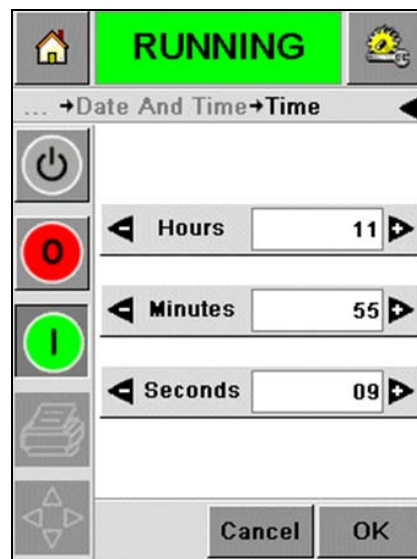 RUNNING
... →Date And Time→Time
O
I
Hours 11
Minutes 55
Seconds 09
Cancel OK